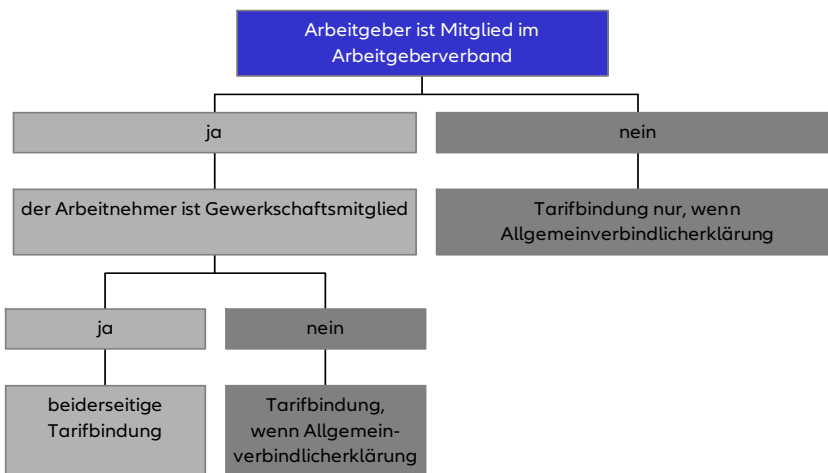 Arbeitgeber ist Mitglied im
Arbeitgeberverband
ja
nein
der Arbeitnehmer ist Gewerkschaftsmitglied
Tarifbindung nur, wenn
Allgemeinverbindlicherklärung
ja
nein
beiderseitige
Tarifbindung
Tarifbindung,
wenn Allgemein-
verbindlicherklärung